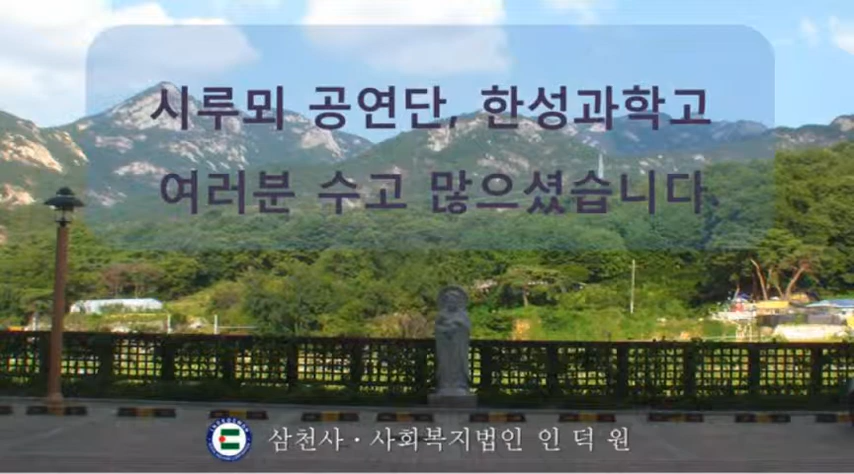 시루뫼 공연단, 한성과학고
여러분 수고 많으셨습니다.
삼천사·사회복지법인 인 덕 원